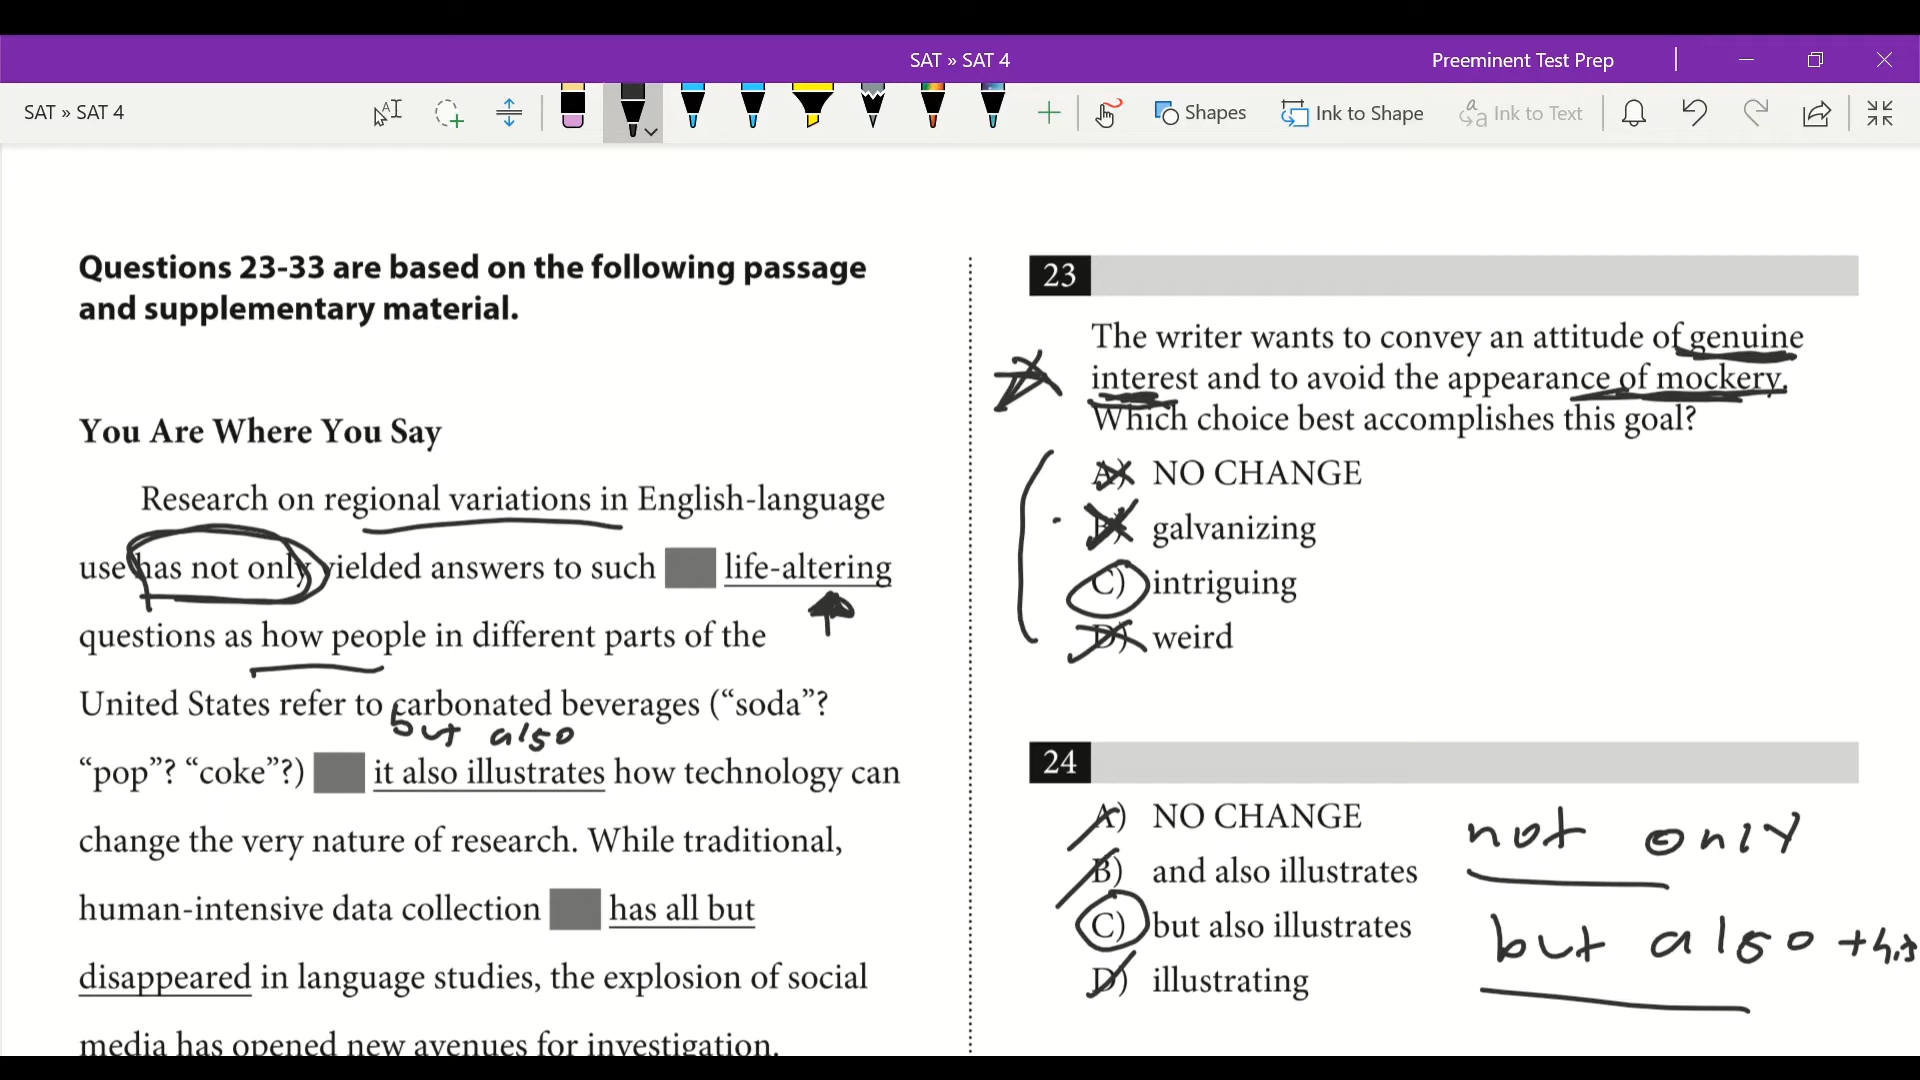 SAT » SAT 4
Preeminent Test Prep
SAT » SAT 4
Shapes
Ink to Shape
Ink to Text
Questions 23-33 are based on the following passage
and supplementary material.
You Are Where You Say
Research on regional variations in English-language
use has not only yielded answers to such life-altering
questions as how people in different parts of the
United States refer to carbonated beverages (“soda”?
but also
“pop”? “coke”?) it also illustrates how technology can
change the very nature of research. While traditional,
human-intensive data collection has all but
disappeared in language studies, the explosion of social
media has opened new avenues for investigation.
23
The writer wants to convey an attitude of genuine
interest and to avoid the appearance of mockery.
Which choice best accomplishes this goal?
A) NO CHANGE
B) galvanizing
C) intriguing
D) weird
24
A) NO CHANGE
B) and also illustrates
C) but also illustrates
D) illustrating
not only
but also this